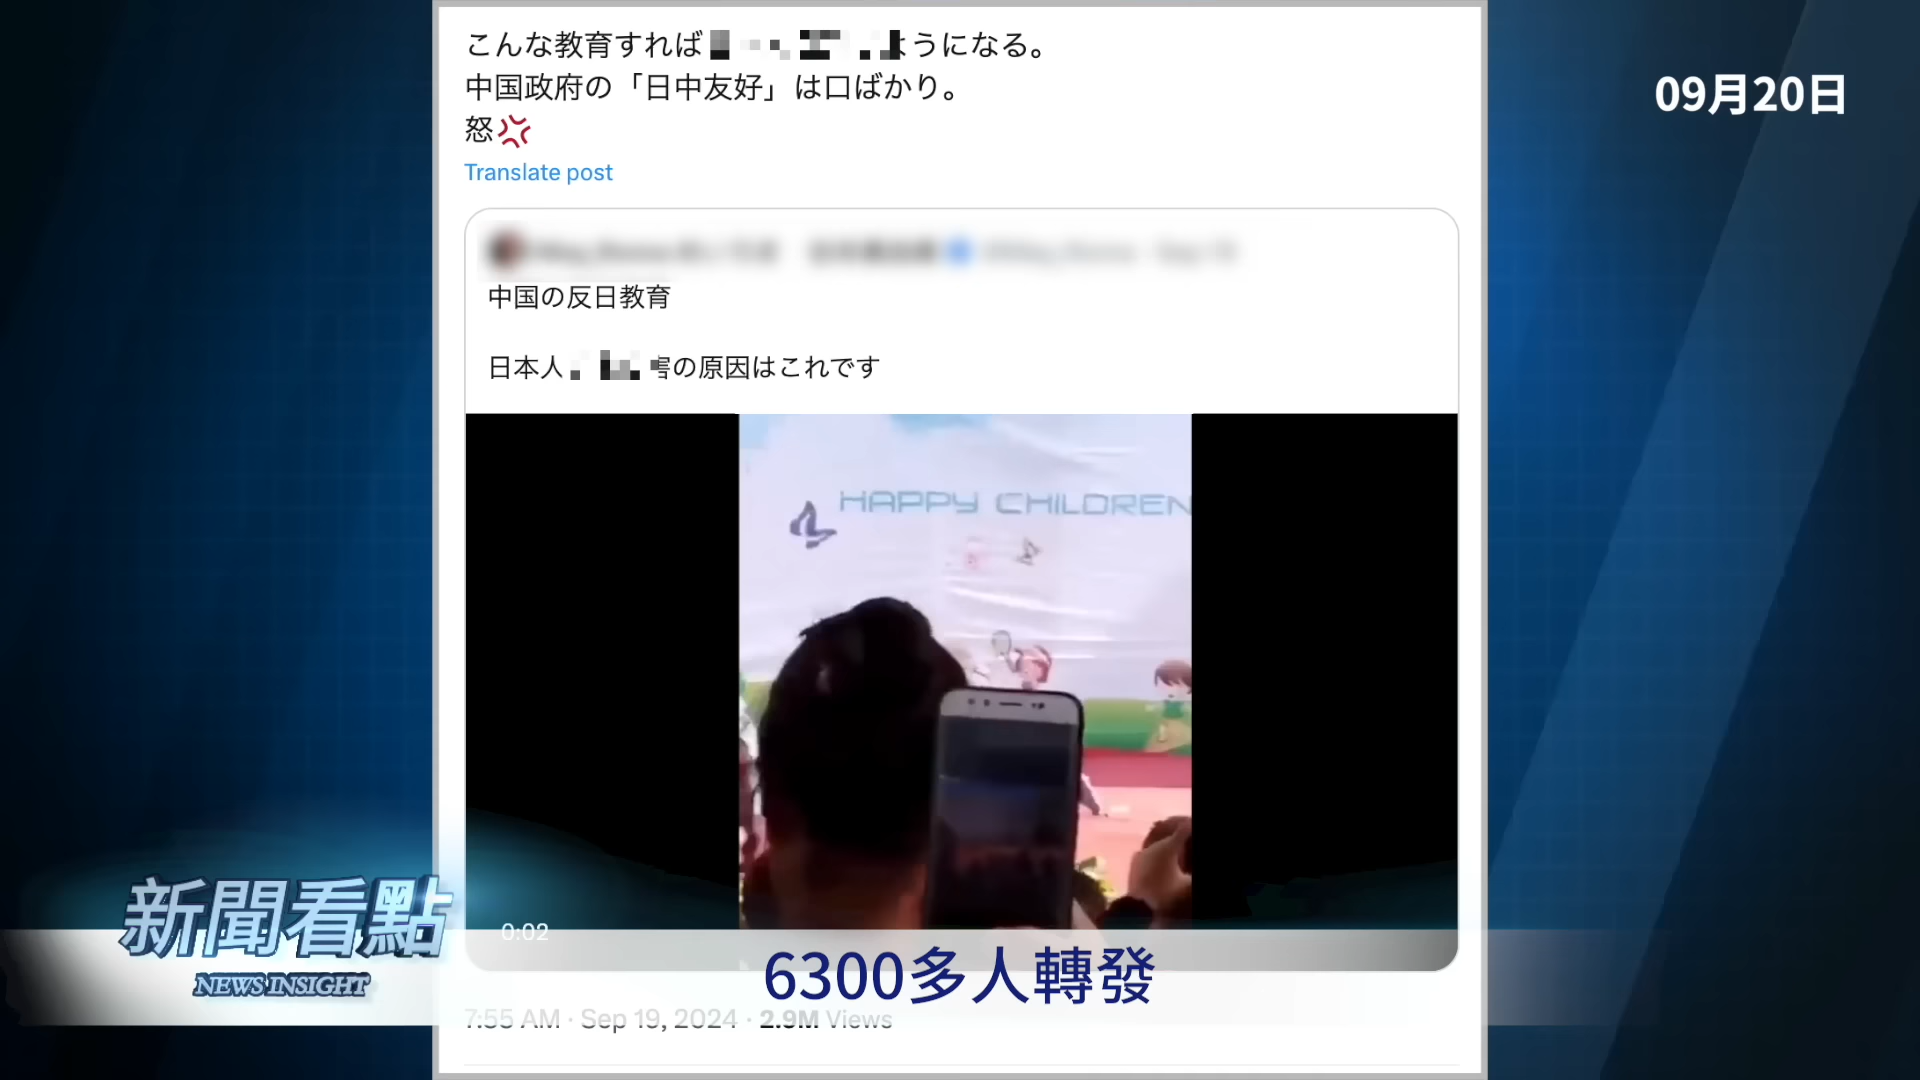 こんな教育すれば ようになる。
09月20日
中国政府の「日中友好」は口ばかり。
怒💢
Translate post
中国の反日教育
日本人 害の原因はこれです
HAPPY CHILDREN
0:02
新聞看點
NEWS INSIGHT
6300多人轉發
7:55 AM · Sep 19, 2024 · 2.9M Views